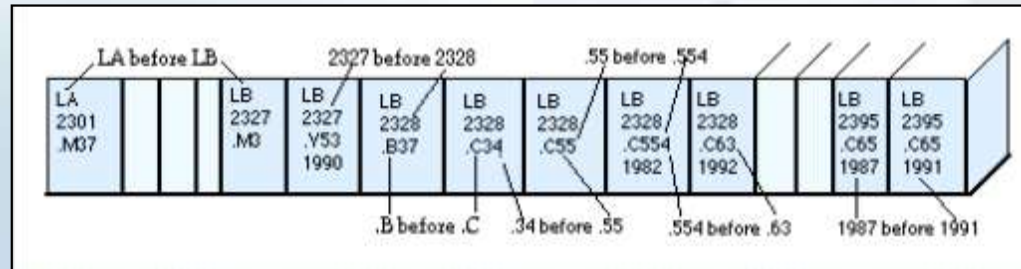 LA before LB
2327 before 2328
.55 before .554
LA
2301
.M37
LB
2327
.M3
LB
2327
.Y53
1990
LB
2328
.B37
LB
2328
.C34
LB
2328
.C55
LB
2328
.C554
1982
LB
2328
.C63
1992
LB
2395
.C65
1987
LB
2395
.C65
1991
.B before .C
.34 before .55
.554 before .63
1987 before 1991